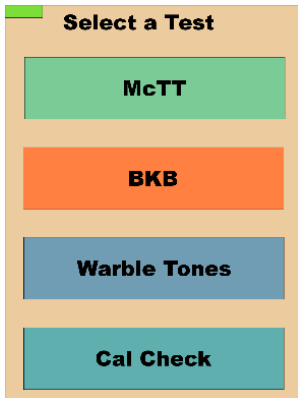 Select a Test
McTT
BKB
Warble Tones
Cal Check